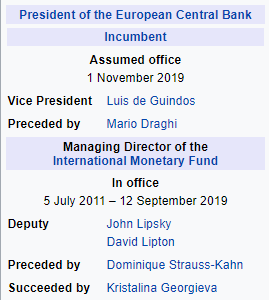 President of the European Central Bank
Incumbent
Assumed office
1 November 2019
Vice President Luis de Guindos
Preceded by Mario Draghi
Managing Director of the
International Monetary Fund
In office
5 July 2011 – 12 September 2019
Deputy John Lipsky
David Lipton
Preceded by Dominique Strauss-Kahn
Succeeded by Kristalina Georgieva